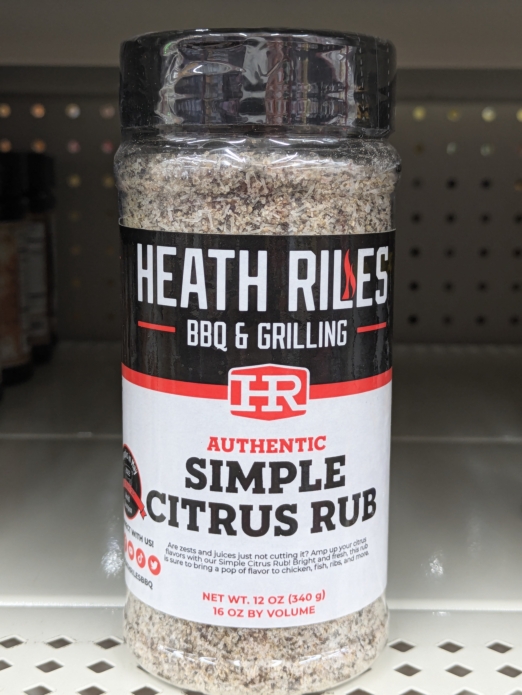 HEATH RILES
BBQ & GRILLING
HR
AUTHENTIC
SIMPLE
CITRUS RUB
WITH US!
Are zests and juices just not cutting it? Amp up your citrus
flavors with our Simple Citrus Rub! Bright and fresh, this rub
is sure to bring a pop of flavor to chicken, fish, ribs, and more.
NET WT. 12 OZ (340 g)
16 OZ BY VOLUME